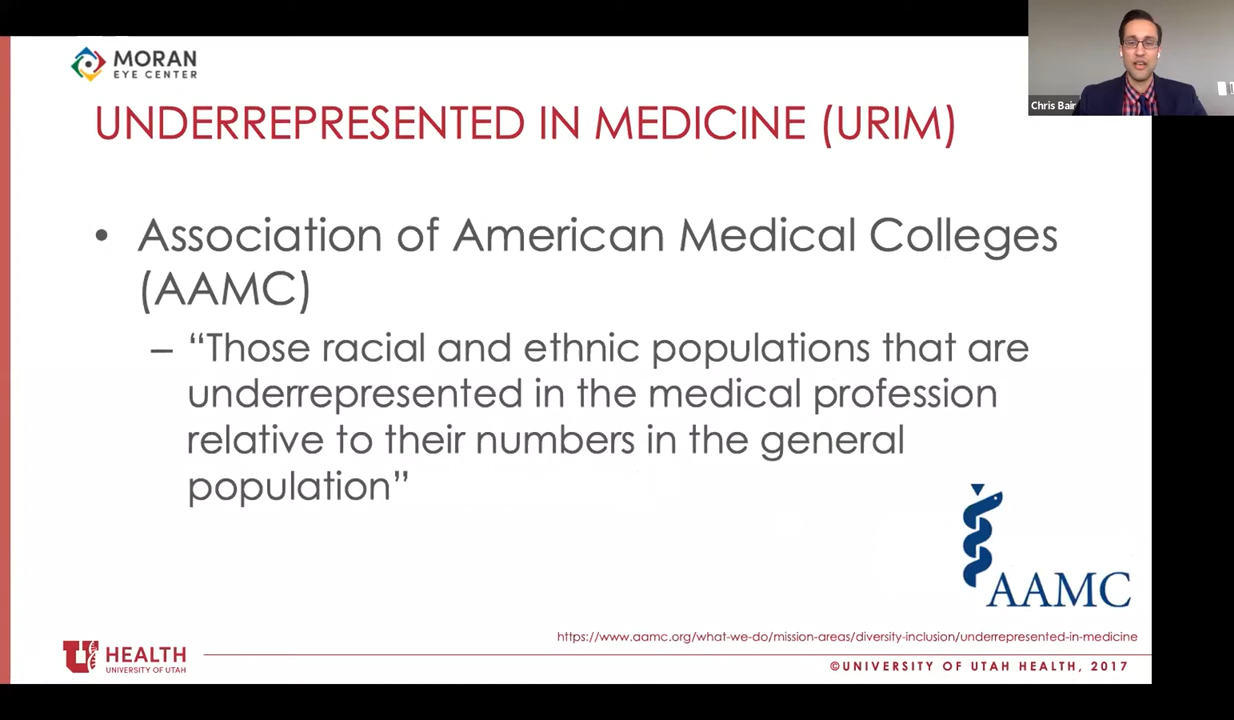 MORAN
EYE CENTER
UNDERREPRESENTED IN MEDICINE (URIM)
Chris Bair
• Association of American Medical Colleges
(AAMC)
– “Those racial and ethnic populations that are
underrepresented in the medical profession
relative to their numbers in the general
population”
AAMC
https://www.aamc.org/what-we-do/mission-areas/diversity-inclusion/underrepresented-in-medicine
U HEALTH
UNIVERSITY OF UTAH
©UNIVERSITY OF UTAH HEALTH, 2017